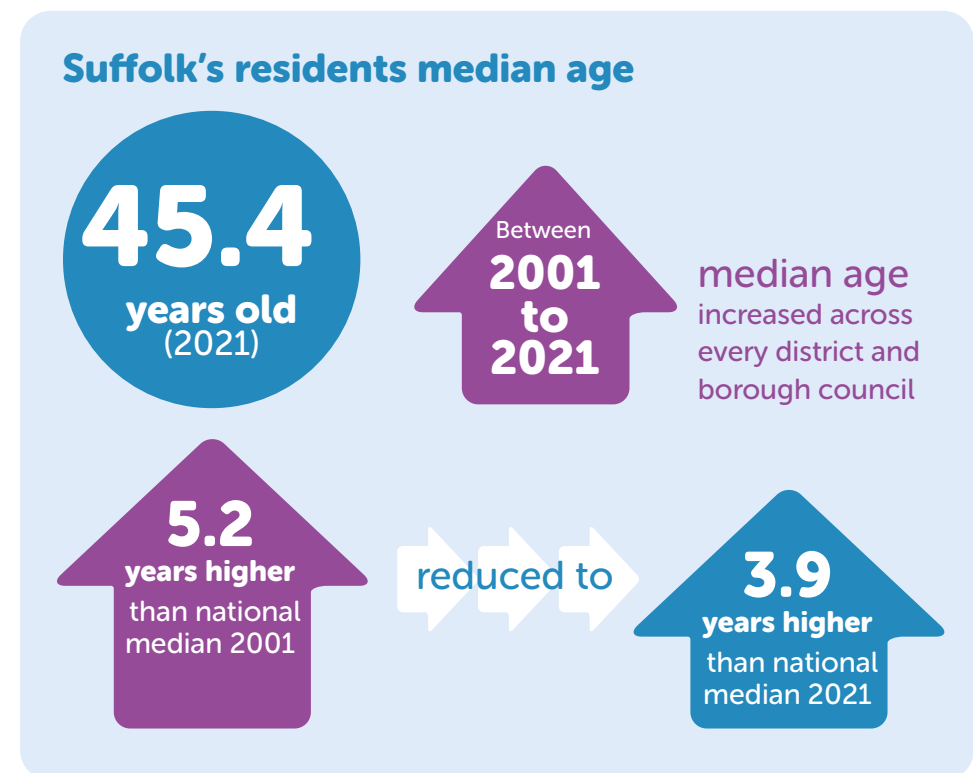 Suffolk’s residents median age
45.4
years old
(2021)
Between
2001
to
2021
median age
increased across
every district and
borough council
5.2
years higher
than national
median 2001
reduced to
3.9
years higher
than national
median 2021